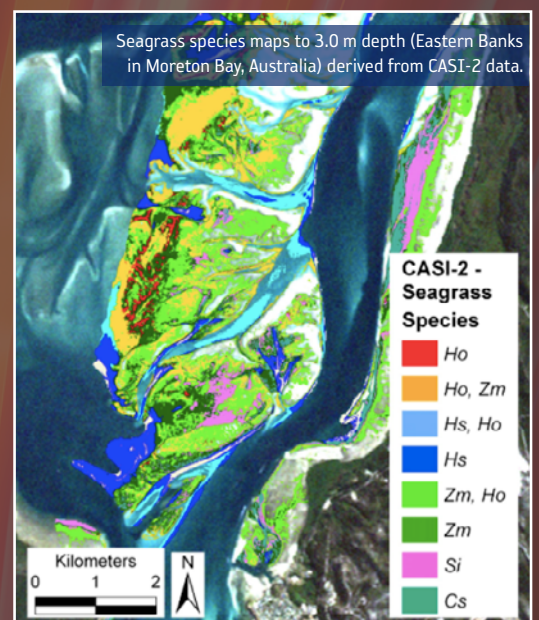 Seagrass species maps to 3.0 m depth (Eastern Banks
in Moreton Bay, Australia) derived from CASI-2 data.
CASI-2 -
Seagrass
Species
Ho
Ho, Zm
Hs, Ho
Hs
Zm, Ho
Zm
Si
Cs
Kilometers
0 1 2
N